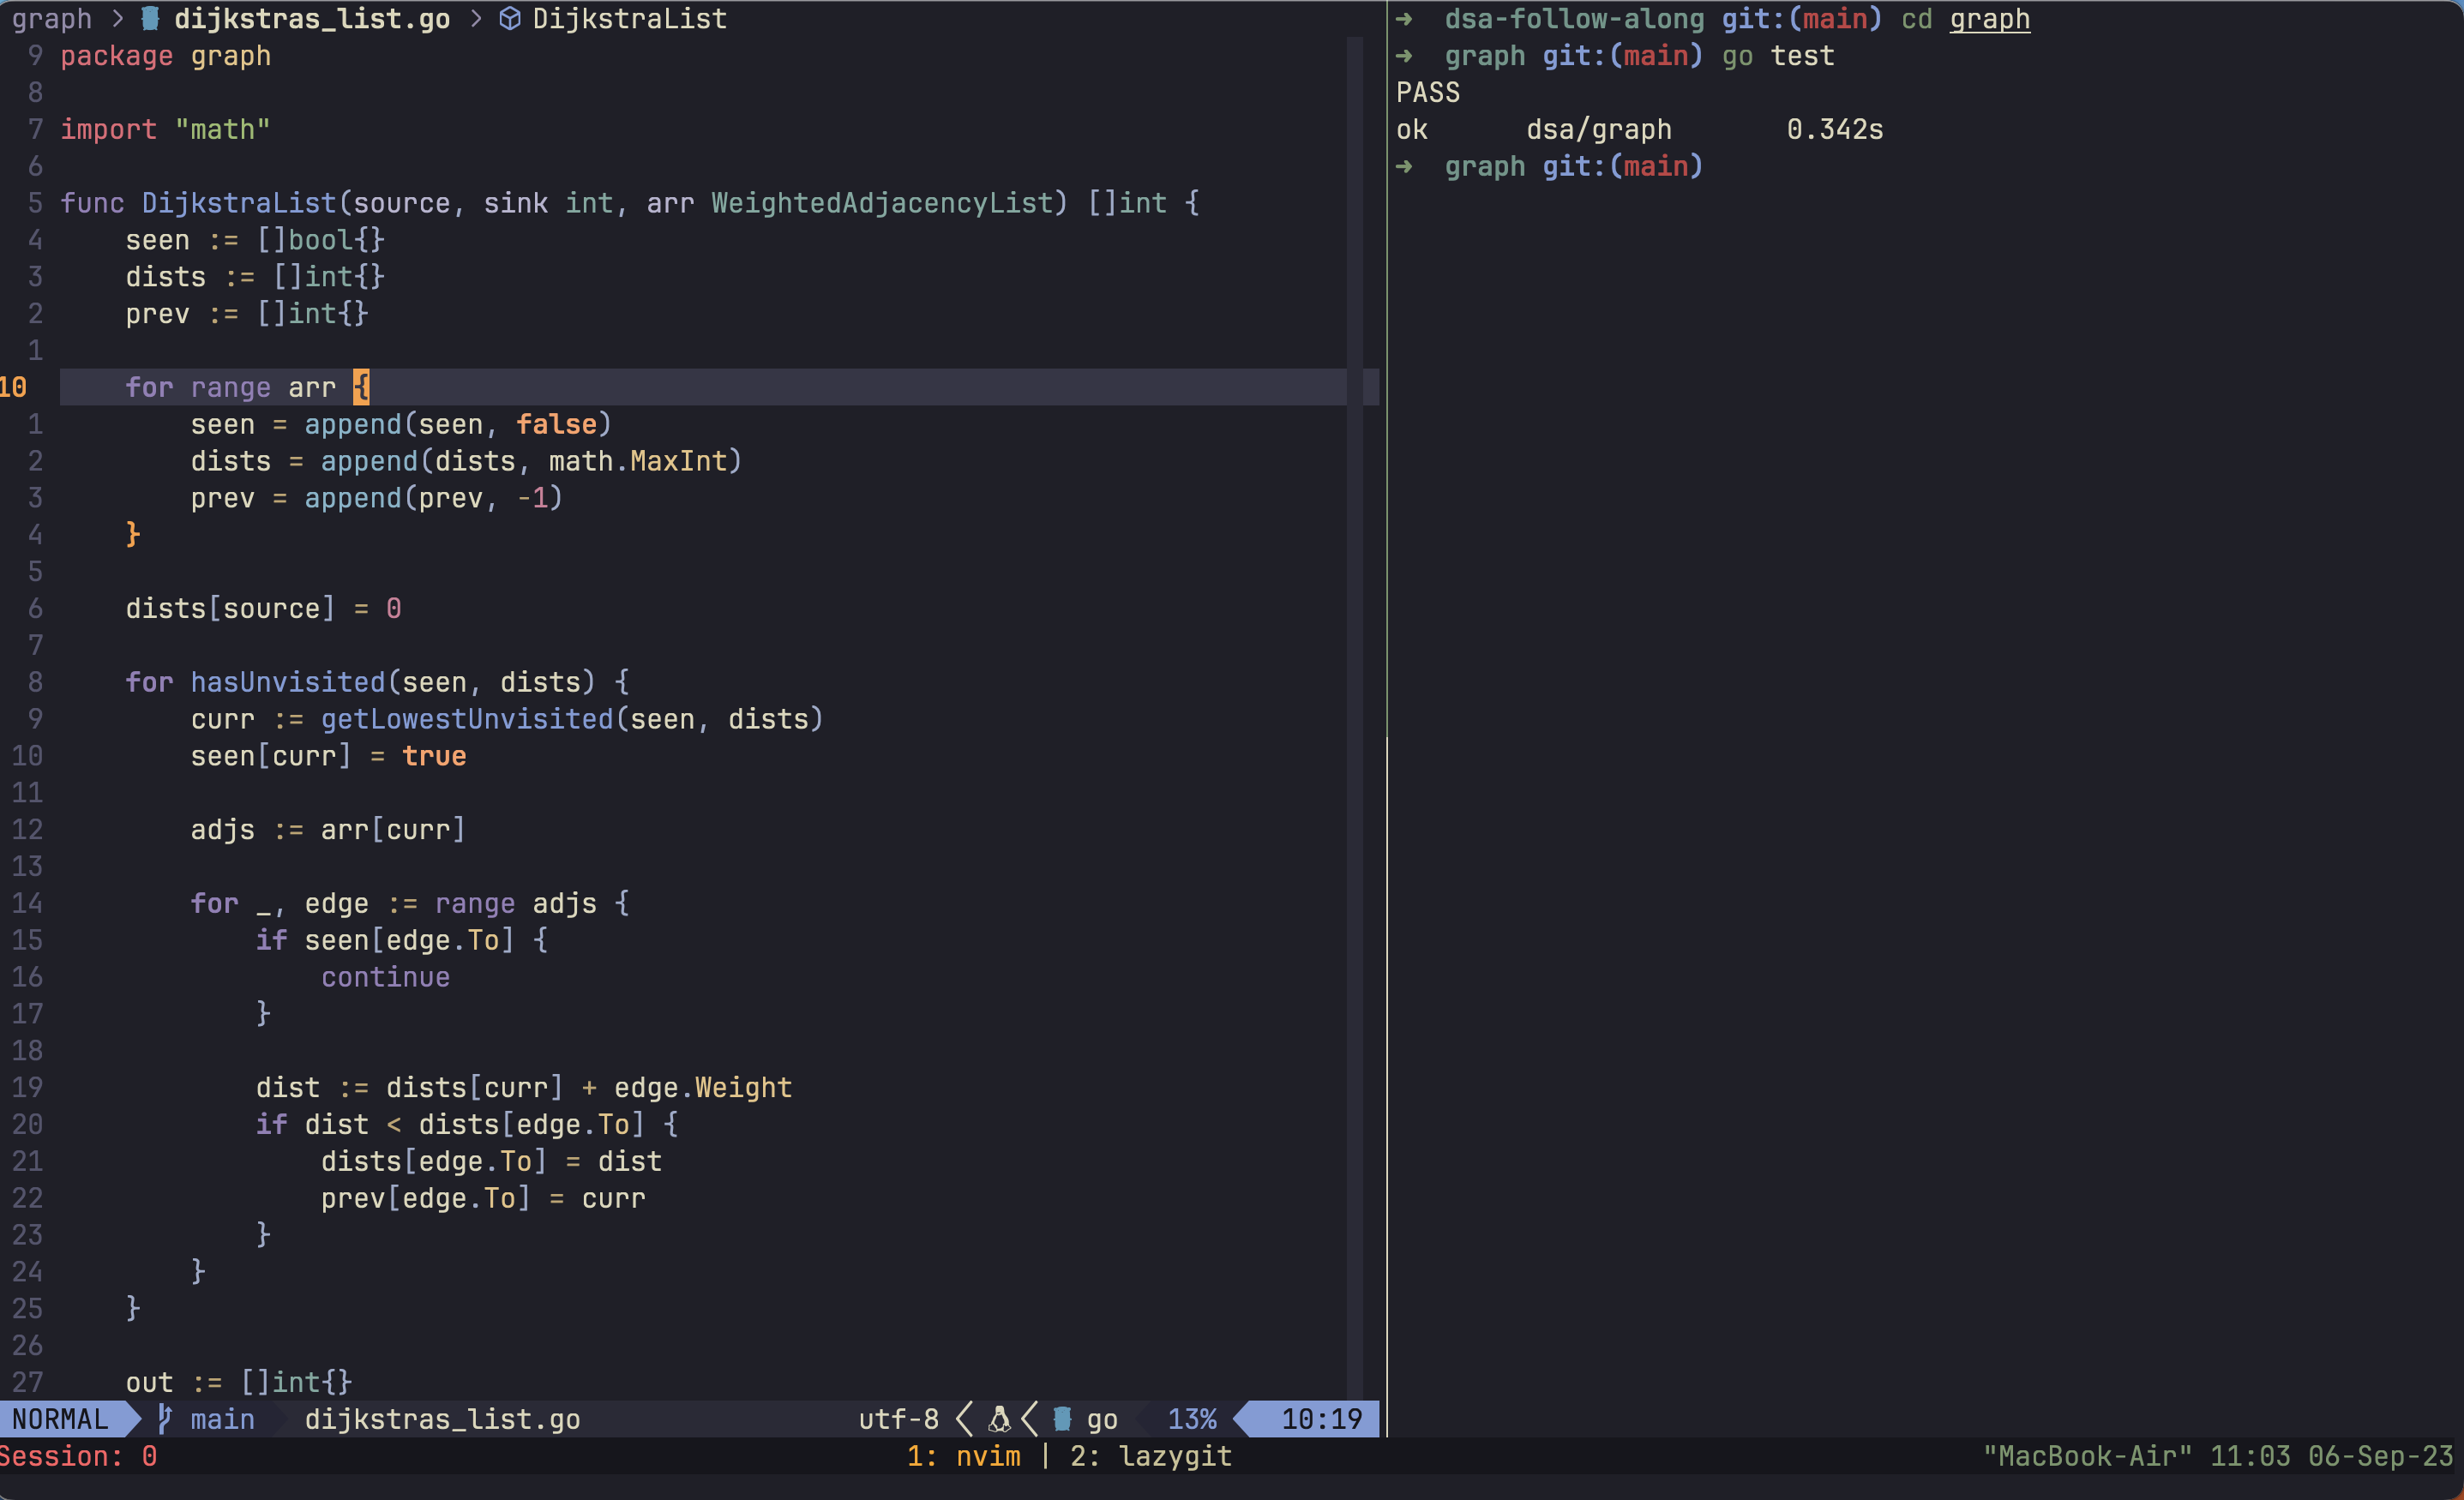 graph > dijkstras_list.go > DijkstraList
9 package graph
8
7 import "math"
6
5 func DijkstraList(source, sink int, arr WeightedAdjacencyList) []int {
4     seen := []bool{}
3     dists := []int{}
2     prev := []int{}
1
10     for range arr {
1         seen = append(seen, false)
2         dists = append(dists, math.MaxInt)
3         prev = append(prev, -1)
4     }
5
6     dists[source] = 0
7
8     for hasUnvisited(seen, dists) {
9         curr := getLowestUnvisited(seen, dists)
10         seen[curr] = true
11
12         adjs := arr[curr]
13
14         for _, edge := range adjs {
15             if seen[edge.To] {
16                 continue
17             }
18
19             dist := dists[curr] + edge.Weight
20             if dist < dists[edge.To] {
21                 dists[edge.To] = dist
22                 prev[edge.To] = curr
23             }
24         }
25     }
26
27     out := []int{}
NORMAL main dijkstras_list.go utf-8 go 13% 10:19
➜ dsa-follow-along git:(main) cd graph
➜ graph git:(main) go test
PASS
ok dsa/graph 0.342s
➜ graph git:(main)
Session: 0 1: nvim | 2: lazygit "MacBook-Air" 11:03 06-Sep-23